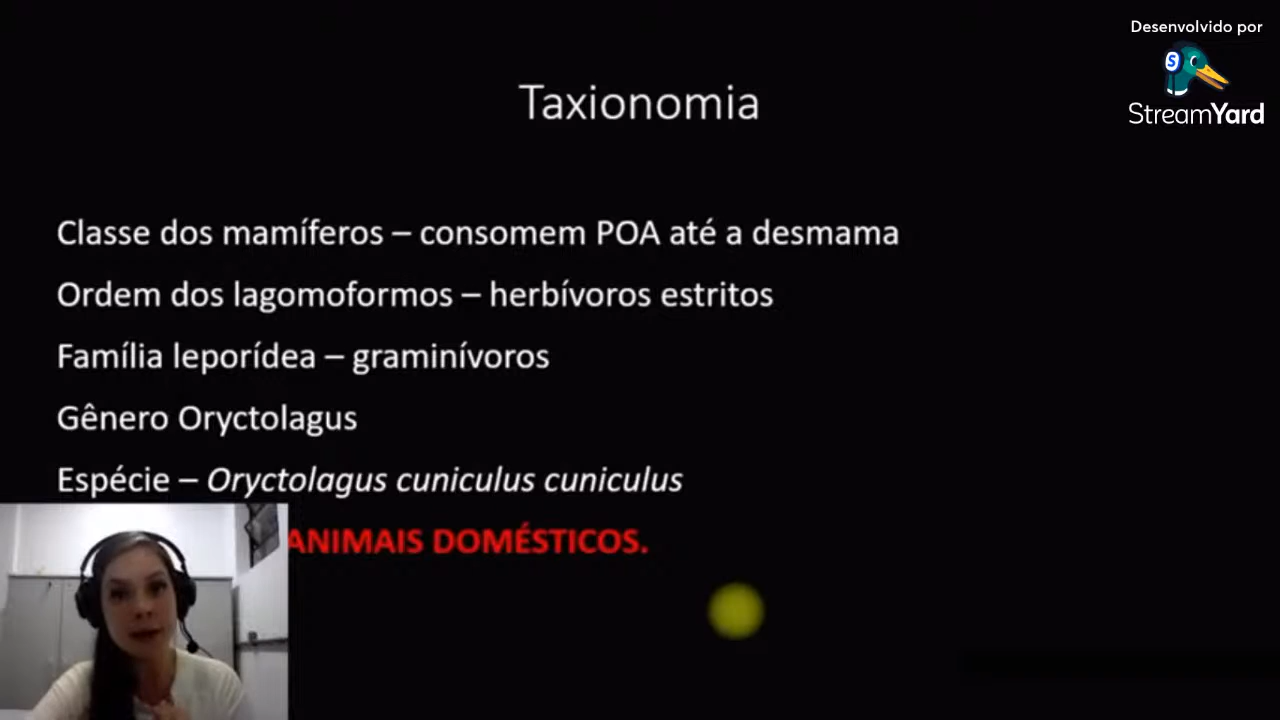 Desenvolvido por
StreamYard
Taxionomia
Classe dos mamíferos – consomem POA até a desmama
Ordem dos lagomoformos – herbívoros estritos
Família leporídea – graminívoros
Gênero Oryctolagus
Espécie – Oryctolagus cuniculus cuniculus
ANIMAIS DOMÉSTICOS.